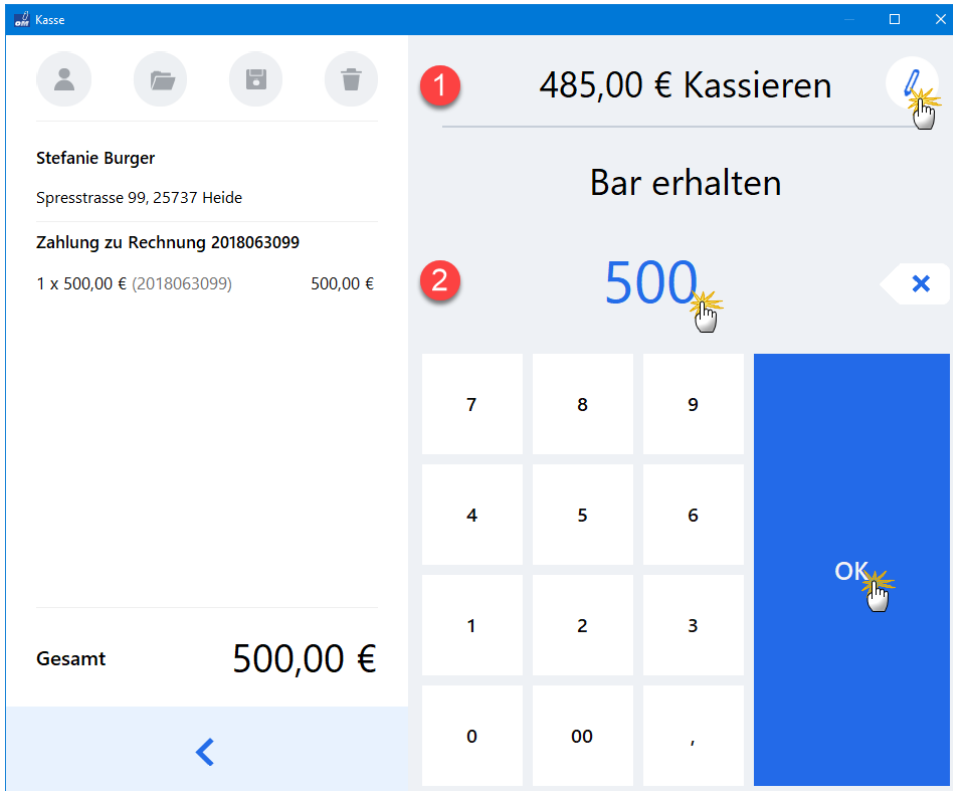 Kasse
Stefanie Burger
Spresstrasse 99, 25737 Heide
Zahlung zu Rechnung 2018063099
1 x 500,00 € (2018063099) 500,00 €
Gesamt 500,00 €
1 485,00 € Kassieren
Bar erhalten
2 500
7 8 9
4 5 6
OK
1 2 3
0 00 ,